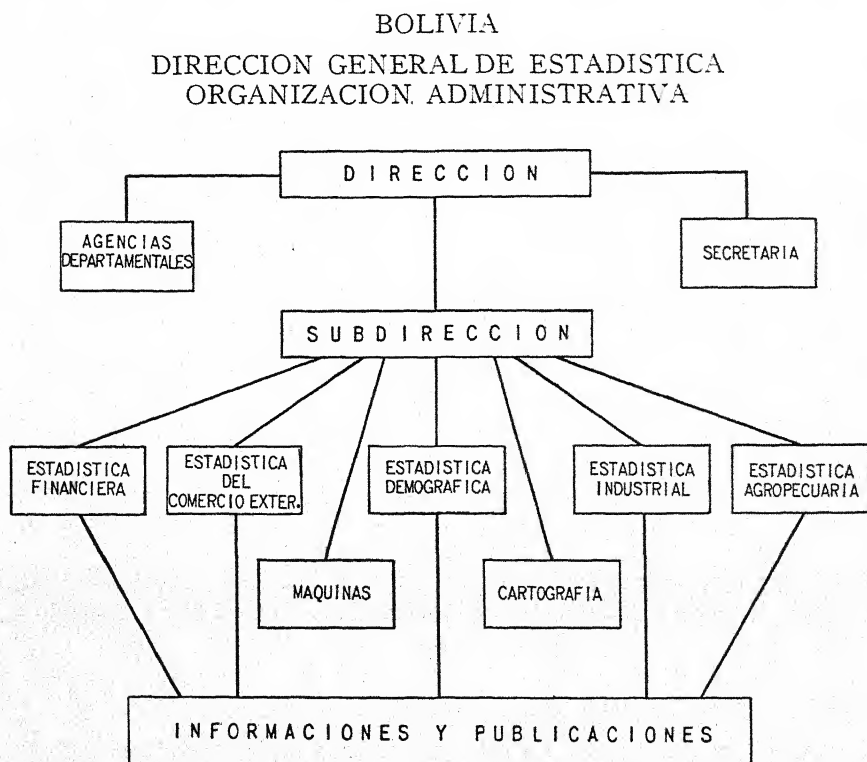 BOLIVIA
DIRECCION GENERAL DE ESTADISTICA
ORGANIZACION ADMINISTRATIVA
DIRECCION
AGENCIAS
DEPARTAMENTALES
SECRETARIA
SUBDIRECCION
ESTADISTICA
FINANCIERA
ESTADISTICA
DEL
COMERCIO EXTER.
ESTADISTICA
DEMOGRAFICA
ESTADISTICA
INDUSTRIAL
ESTADISTICA
AGROPECUARIA
MAQUINAS
CARTOGRAFIA
INFORMACIONES Y PUBLICACIONES